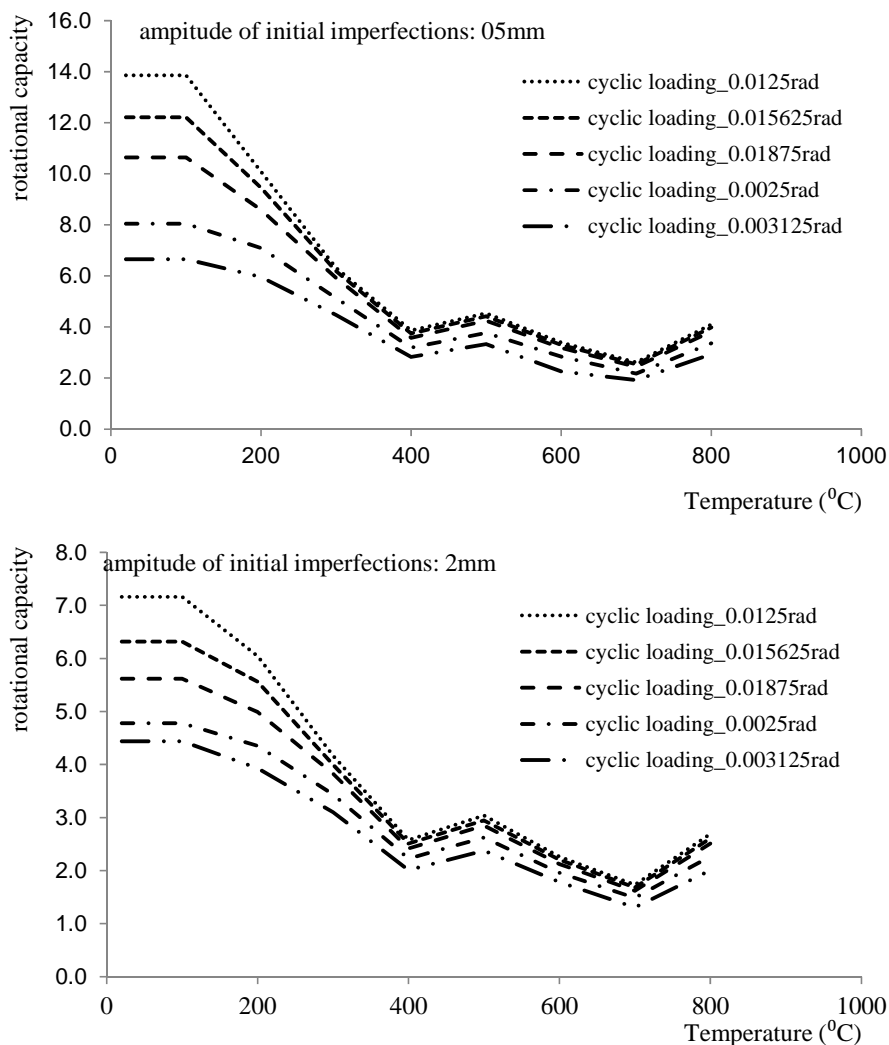 16.0
ampitude of initial imperfections: 05mm
14.0
12.0
10.0
8.0
6.0
4.0
2.0
0.0
rotational capacity
cyclic loading_0.0125rad
cyclic loading_0.015625rad
cyclic loading_0.01875rad
cyclic loading_0.0025rad
cyclic loading_0.003125rad
0 200 400 600 800 1000
Temperature (⁰C)
8.0
ampitude of initial imperfections: 2mm
7.0
6.0
5.0
4.0
3.0
2.0
1.0
0.0
rotational capacity
cyclic loading_0.0125rad
cyclic loading_0.015625rad
cyclic loading_0.01875rad
cyclic loading_0.0025rad
cyclic loading_0.003125rad
0 200 400 600 800 1000
Temperature (⁰C)